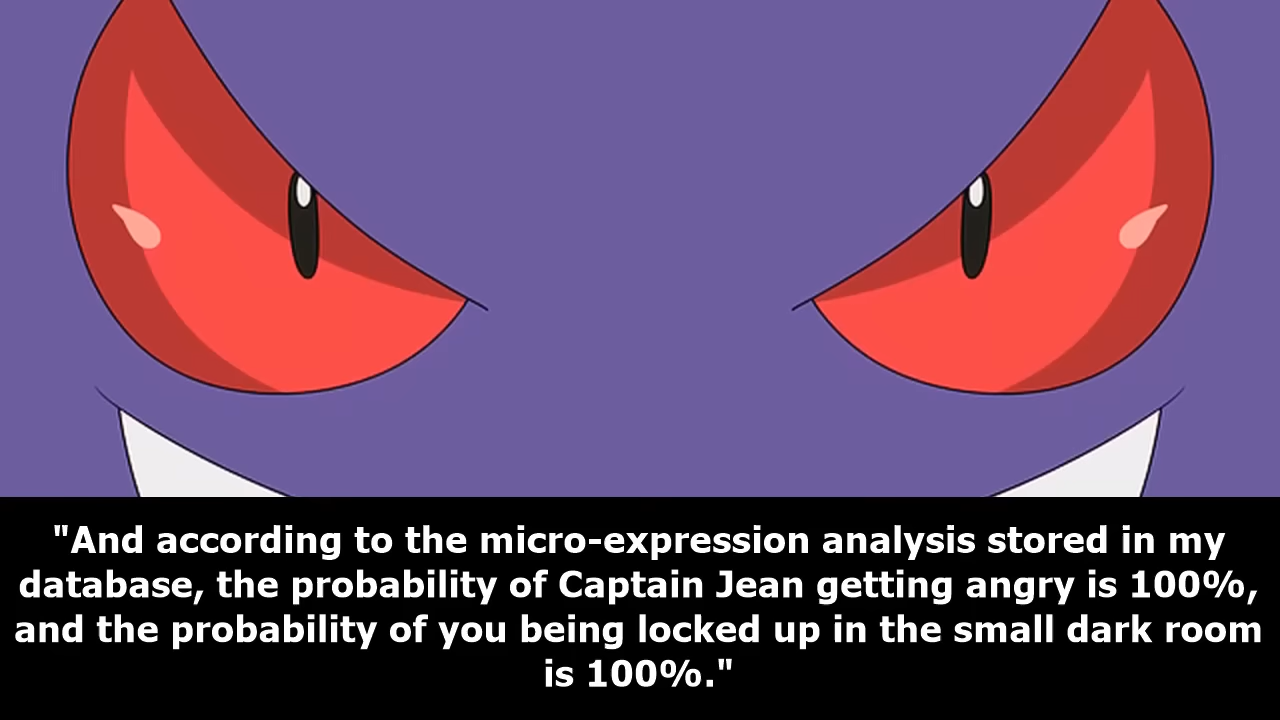 "And according to the micro-expression analysis stored in my
database, the probability of Captain Jean getting angry is 100%,
and the probability of you being locked up in the small dark room
is 100%."